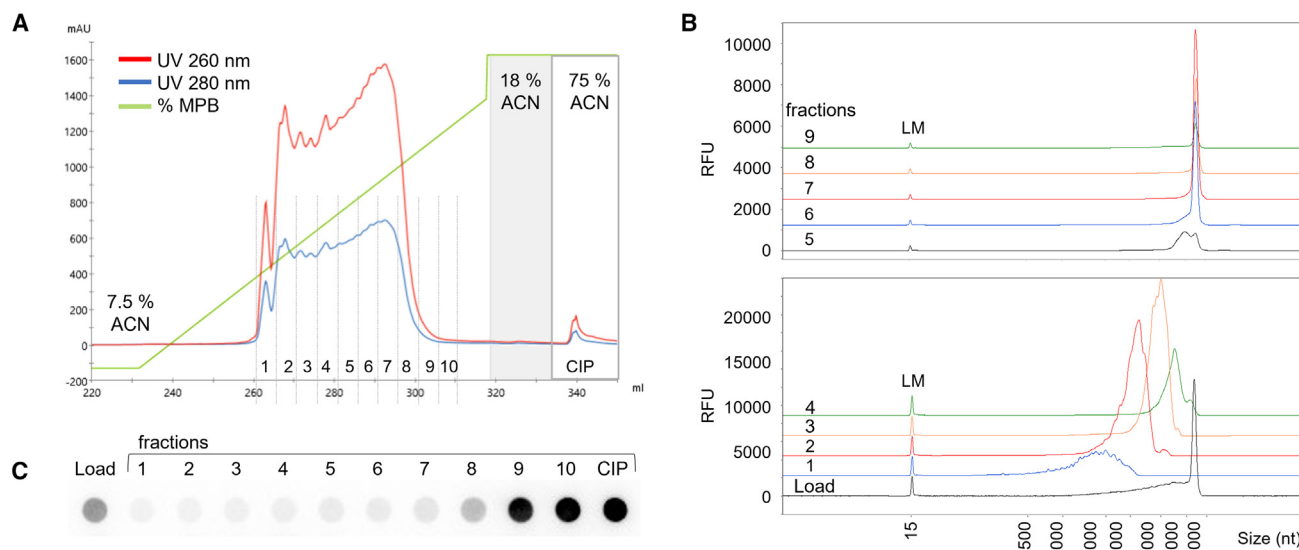 A
mAU
1600
1400
1200
1000
800
600
400
200
0
-200
UV 260 nm
UV 280 nm
% MPB
7.5 %
ACN
18 %
ACN
75 %
ACN
1 2 3 4 5 6 7 8 9 10 CIP
220 240 260 280 300 320 340 ml
B
RFU
10000
8000
6000
4000
2000
0
fractions
9
8
7
6
5
LM
RFU
20000
15000
10000
5000
0
LM
4
3
2
1
Load
15 500 000 000 000 000 000 000 000 Size (nt)
C
fractions
Load 1 2 3 4 5 6 7 8 9 10 CIP